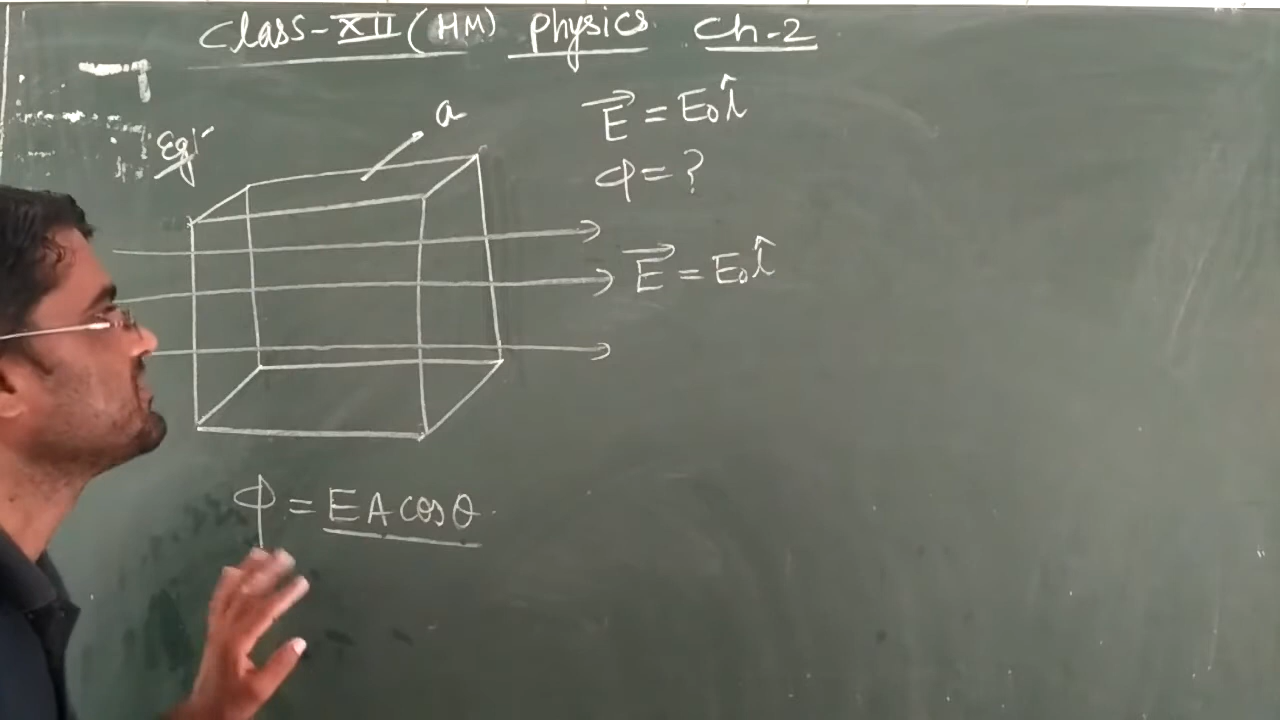 Class-XII (HM) Physics Ch-2
Eg:-
a
E⃗ = E₀î
Φ = ?
E⃗ = E₀î
Φ = EA cosθ